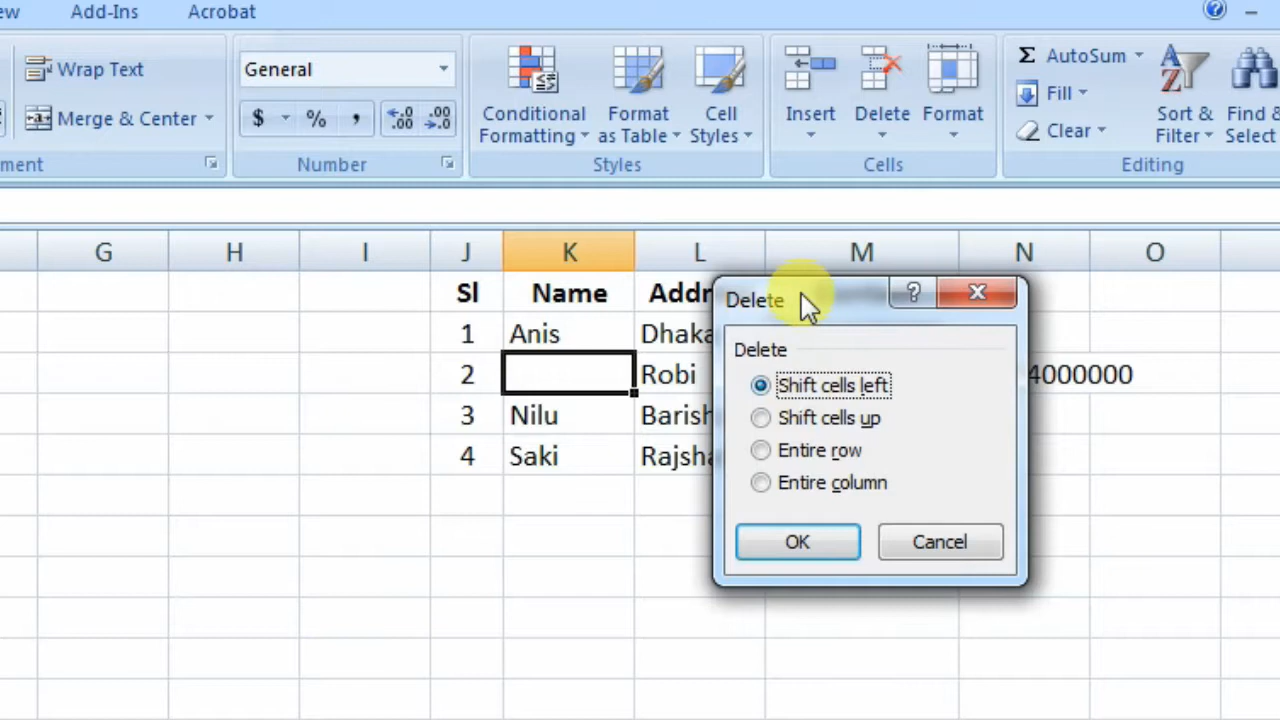 ew Add-Ins Acrobat
Wrap Text General
Merge & Center $ % , .00 .00
Conditional Formatting Format as Table Cell Styles Insert Delete Format
Σ AutoSum
Fill
Clear
Sort & Filter Find & Select
ment Number Styles Cells Editing
G H I J K L M N O
Sl Name Addr
1 Anis Dhaka
2 Robi 4000000
3 Nilu Barish
4 Saki Rajsha
Delete ?
Delete
Shift cells left
Shift cells up
Entire row
Entire column
OK Cancel